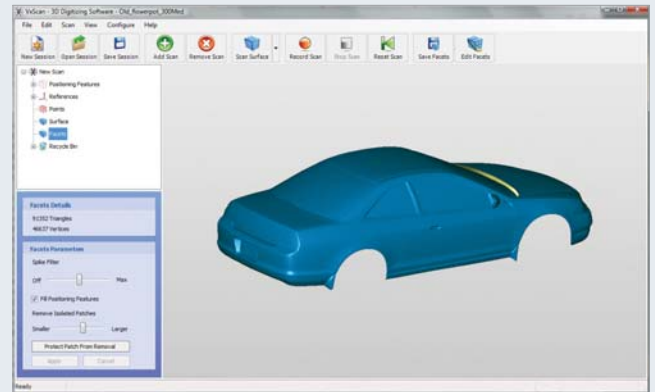 VxScan - 3D Digitizing Software - Old_flowerpot_300Med
File Edit Scan View Configure Help
New Session Open Session Save Session Add Scan Remove Scan Scan Surface Record Scan Stop Scan Reset Scan Save Facets Edit Facets
New Scan
Positioning Features
References
Points
Surface
Facets
Recycle Bin
Facets Details
91352 Triangles
46637 Vertices
Facets Parameters
Spike Filter
Off Max
Fill Positioning Features
Remove Isolated Patches
Smaller Larger
Protect Patch From Removal
Apply Cancel
Ready